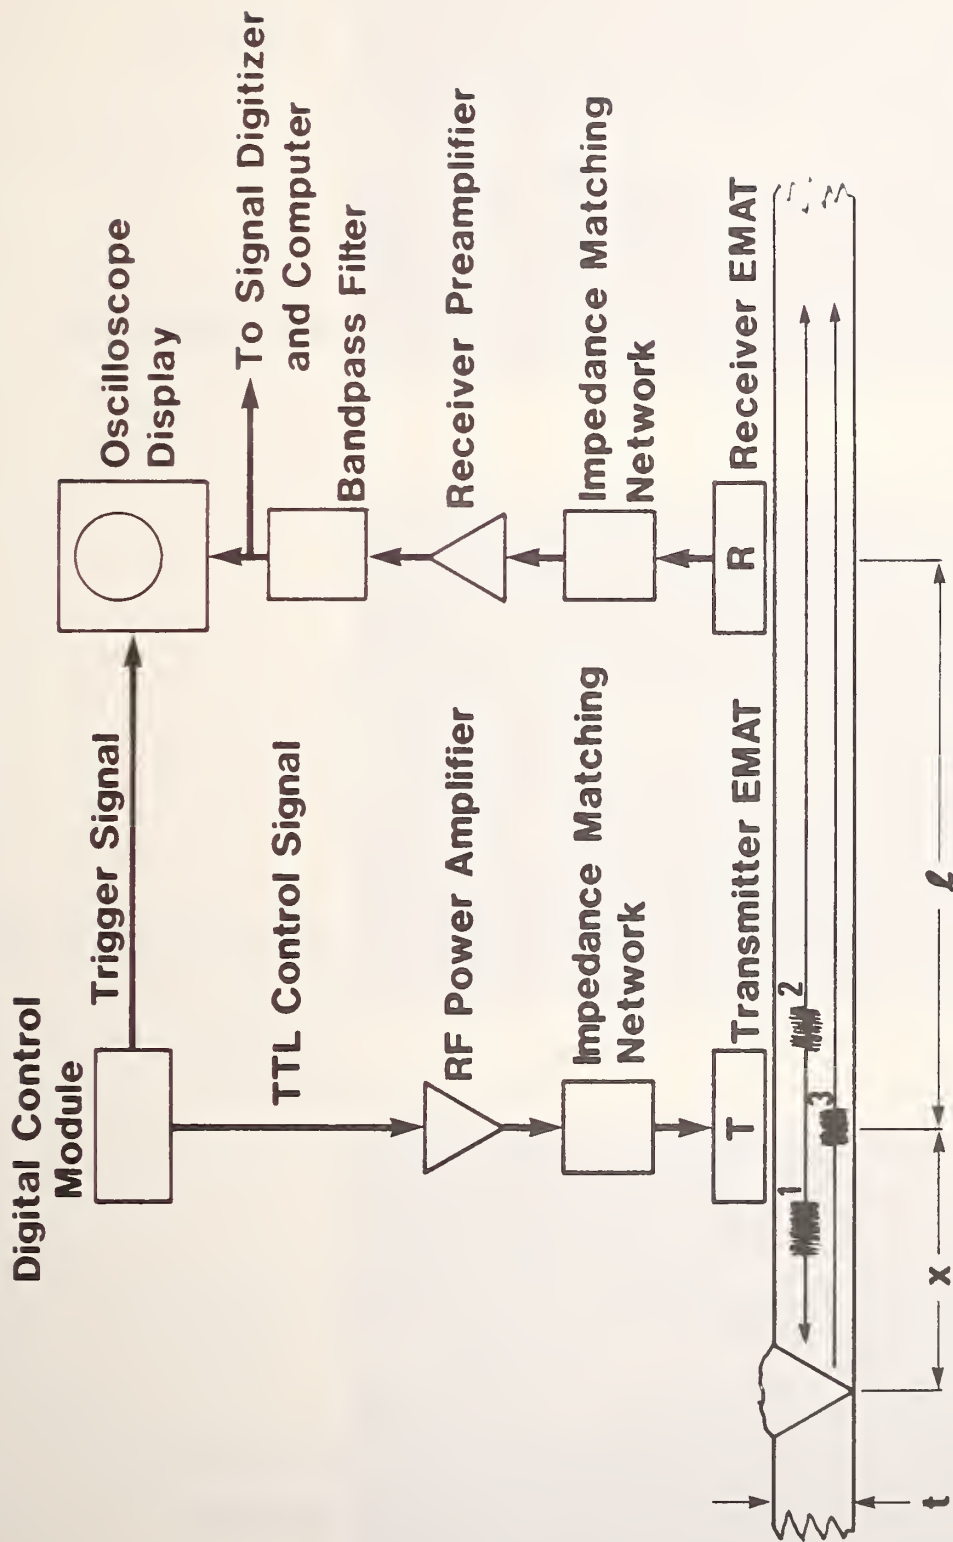 Digital Control
Module
Trigger Signal
Oscilloscope
Display
To Signal Digitizer
and Computer
TTL Control Signal
Bandpass Filter
RF Power Amplifier
Receiver Preamplifier
Impedance Matching
Network
Impedance Matching
Network
T
Transmitter EMAT
R
Receiver EMAT
1
2
3
t
x
ℓ